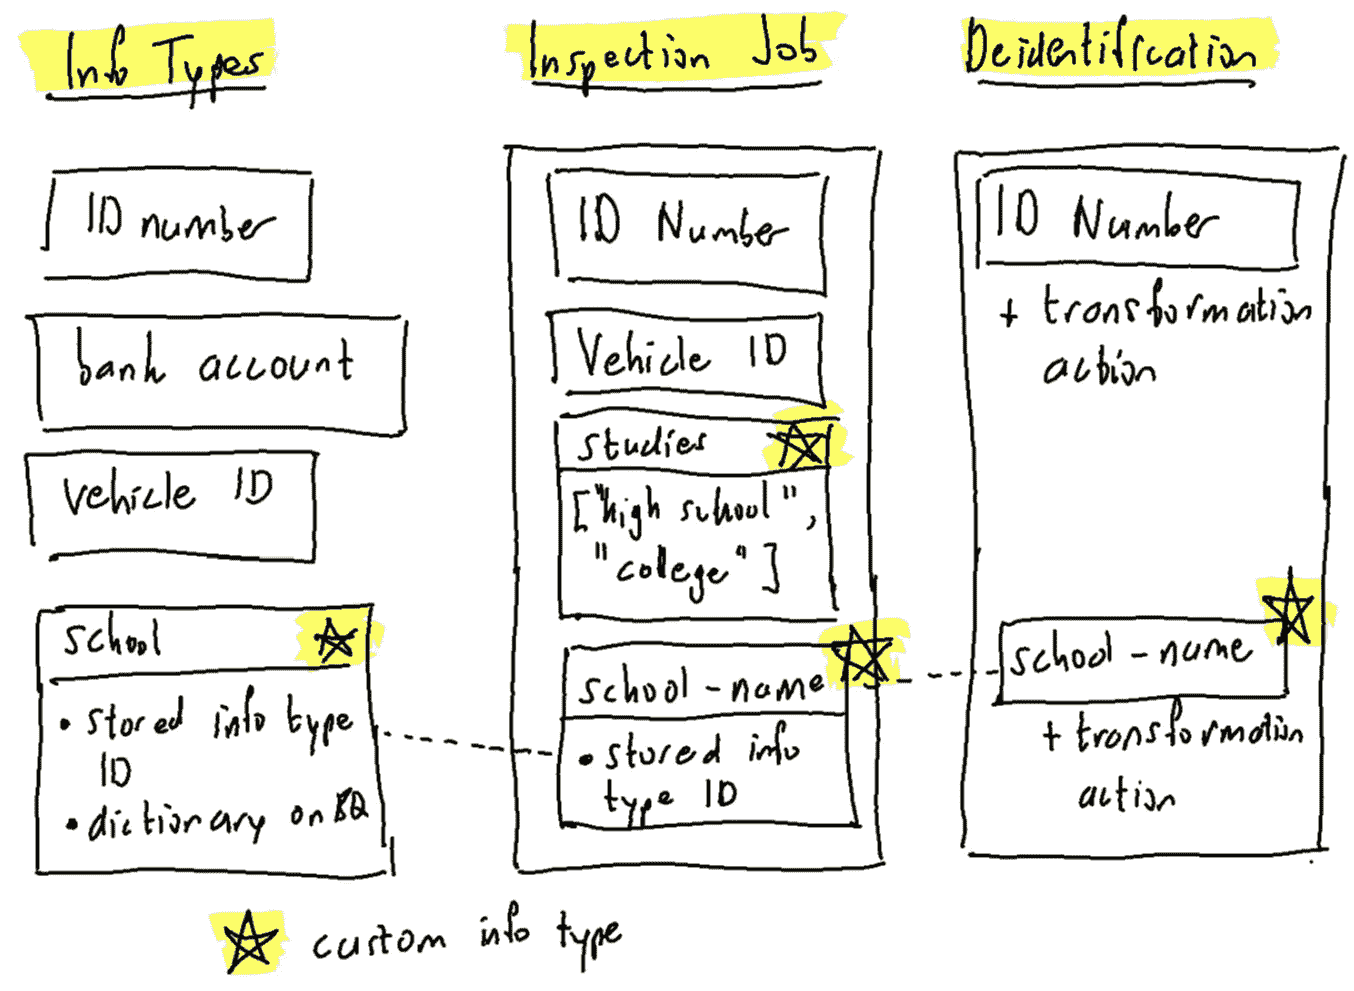 Info Types
ID number
bank account
vehicle ID
school
• stored info type
ID
• dictionary on BQ
Inspection Job
ID Number
Vehicle ID
studies
["high school",
"college"]
school-name
• stored info
type ID
Deidentification
ID Number
+ transformation
action
school-name
+ transformation
action
custom info type